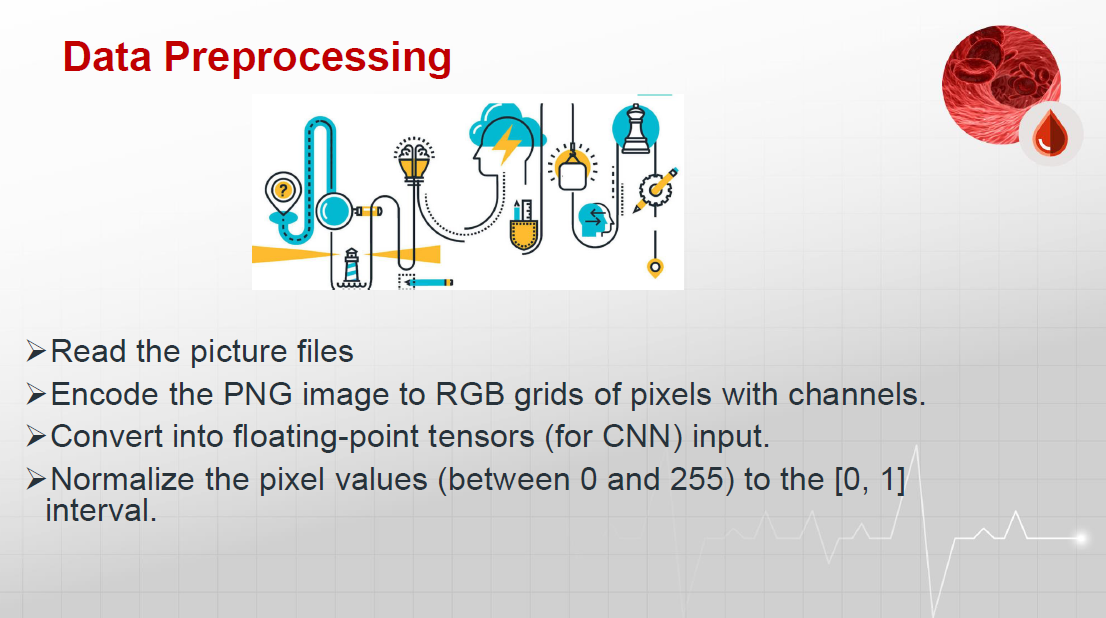 Data Preprocessing
?
➢Read the picture files
➢Encode the PNG image to RGB grids of pixels with channels.
➢Convert into floating-point tensors (for CNN) input.
➢Normalize the pixel values (between 0 and 255) to the [0, 1]
interval.